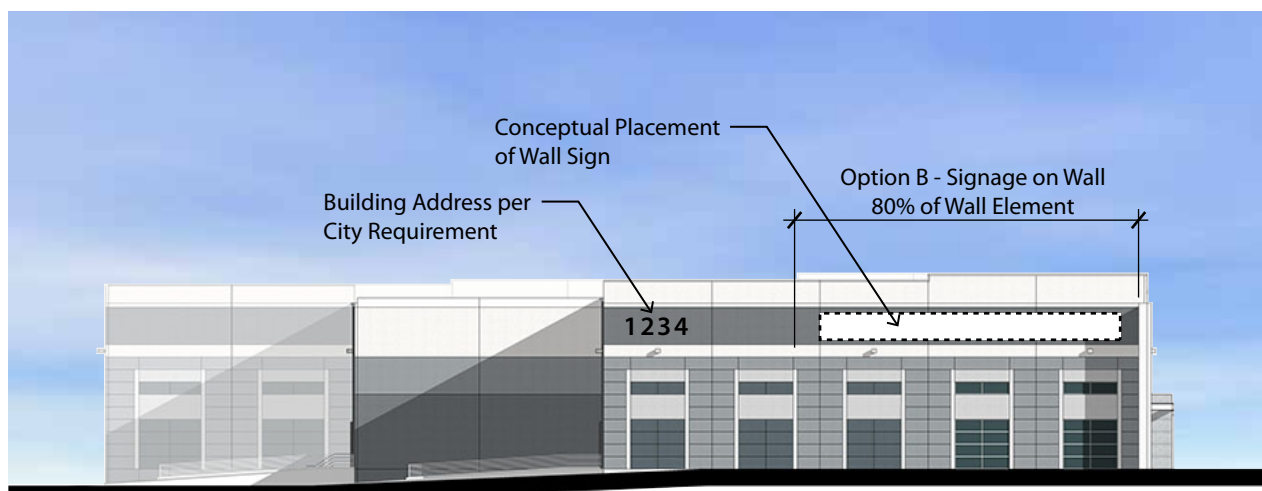 Conceptual Placement
of Wall Sign
Option B - Signage on Wall
80% of Wall Element
Building Address per
City Requirement
1234